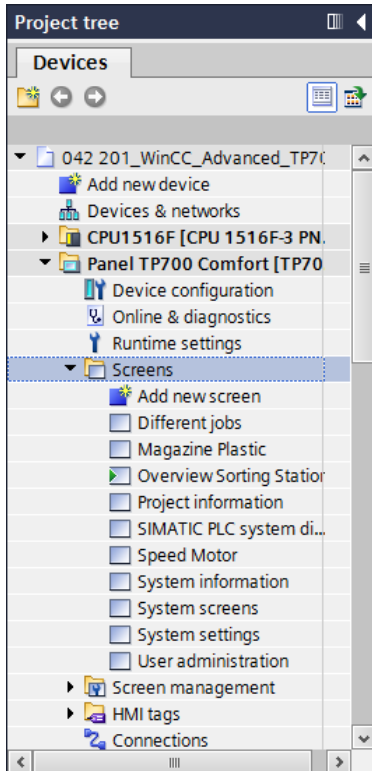 Project tree
Devices
042 201_WinCC_Advanced_TP70
Add new device
Devices & networks
CPU1516F [CPU 1516F-3 PN.
Panel TP700 Comfort [TP70
Device configuration
Online & diagnostics
Runtime settings
Screens
Add new screen
Different jobs
Magazine Plastic
Overview Sorting Station
Project information
SIMATIC PLC system di...
Speed Motor
System information
System screens
System settings
User administration
Screen management
HMI tags
Connections